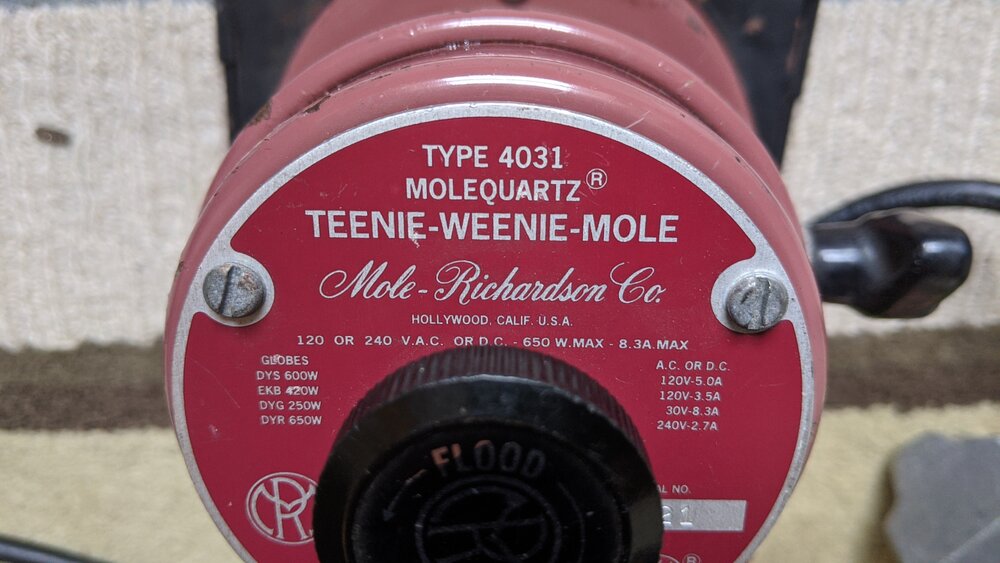 TYPE 4031
MOLEQUARTZ®
TEENIE-WEENIE-MOLE
Mole-Richardson Co.
HOLLYWOOD, CALIF. U.S.A.
120 OR 240 V.A.C. OR D.C. - 650 W.MAX - 8.3A.MAX
GLOBES
DYS 600W
EKB 420W
DYG 250W
DYR 650W
A.C. OR D.C.
120V-5.0A
120V-3.5A
30V-8.3A
240V-2.7A
FLOOD
NO.
21
®